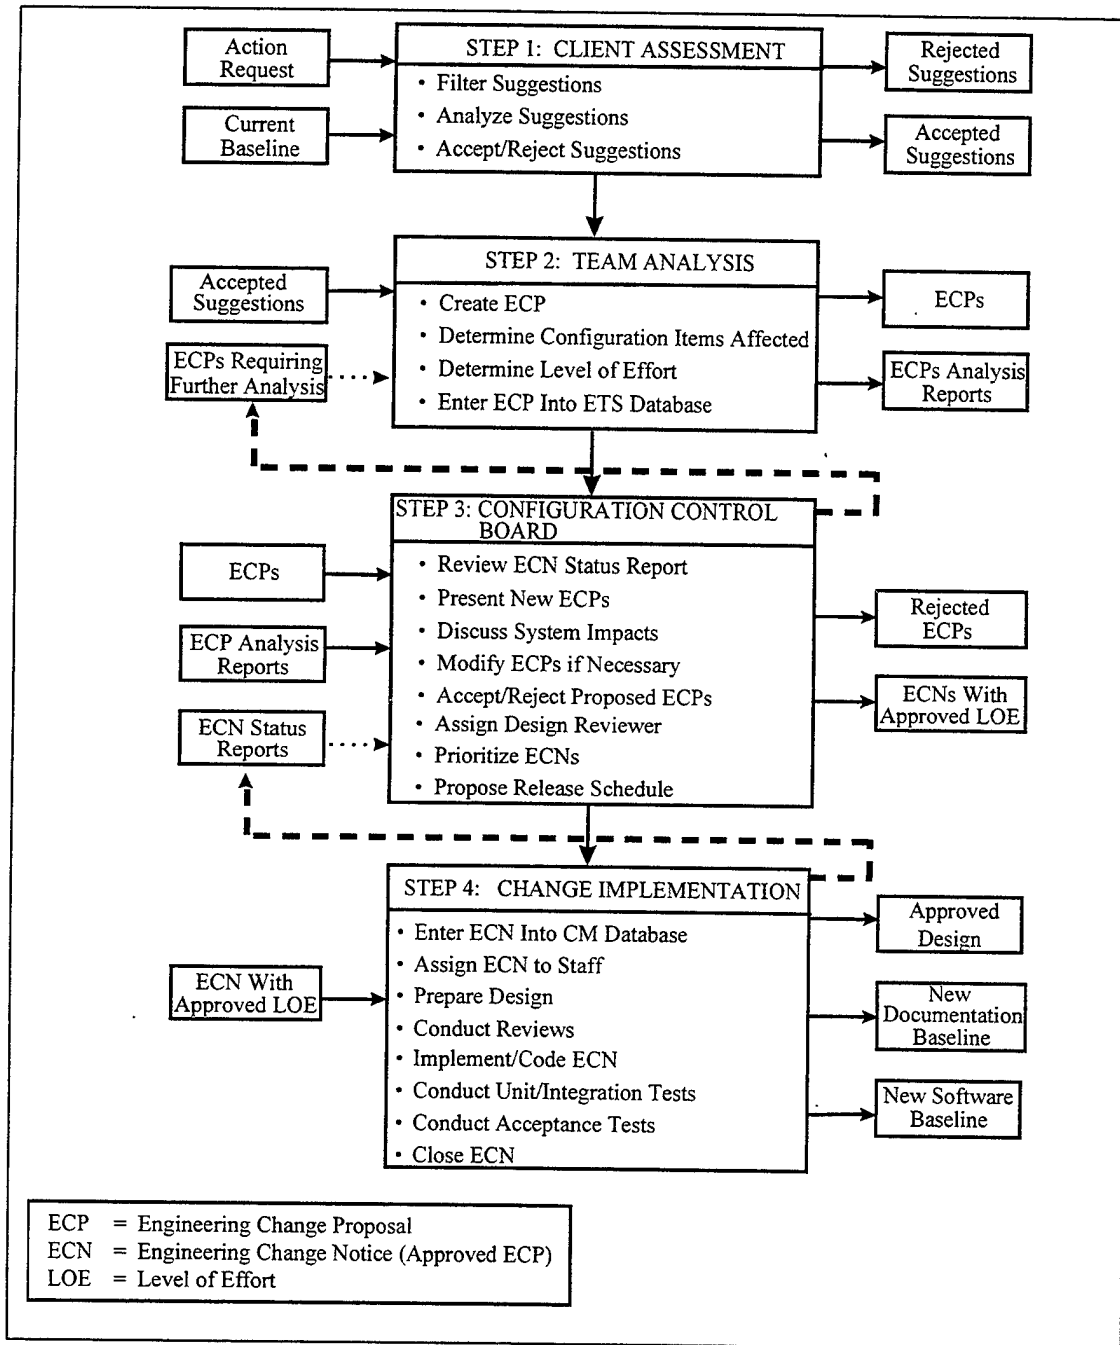 Action
Request
Current
Baseline
STEP 1: CLIENT ASSESSMENT
• Filter Suggestions
• Analyze Suggestions
• Accept/Reject Suggestions
Rejected
Suggestions
Accepted
Suggestions
Accepted
Suggestions
ECPs Requiring
Further Analysis
STEP 2: TEAM ANALYSIS
• Create ECP
• Determine Configuration Items Affected
• Determine Level of Effort
• Enter ECP Into ETS Database
ECPs
ECPs Analysis
Reports
ECPs
ECP Analysis
Reports
ECN Status
Reports
STEP 3: CONFIGURATION CONTROL
BOARD
• Review ECN Status Report
• Present New ECPs
• Discuss System Impacts
• Modify ECPs if Necessary
• Accept/Reject Proposed ECPs
• Assign Design Reviewer
• Prioritize ECNs
• Propose Release Schedule
Rejected
ECPs
ECNs With
Approved LOE
ECN With
Approved LOE
STEP 4: CHANGE IMPLEMENTATION
• Enter ECN Into CM Database
• Assign ECN to Staff
• Prepare Design
• Conduct Reviews
• Implement/Code ECN
• Conduct Unit/Integration Tests
• Conduct Acceptance Tests
• Close ECN
Approved
Design
New
Documentation
Baseline
New Software
Baseline
ECP = Engineering Change Proposal
ECN = Engineering Change Notice (Approved ECP)
LOE = Level of Effort